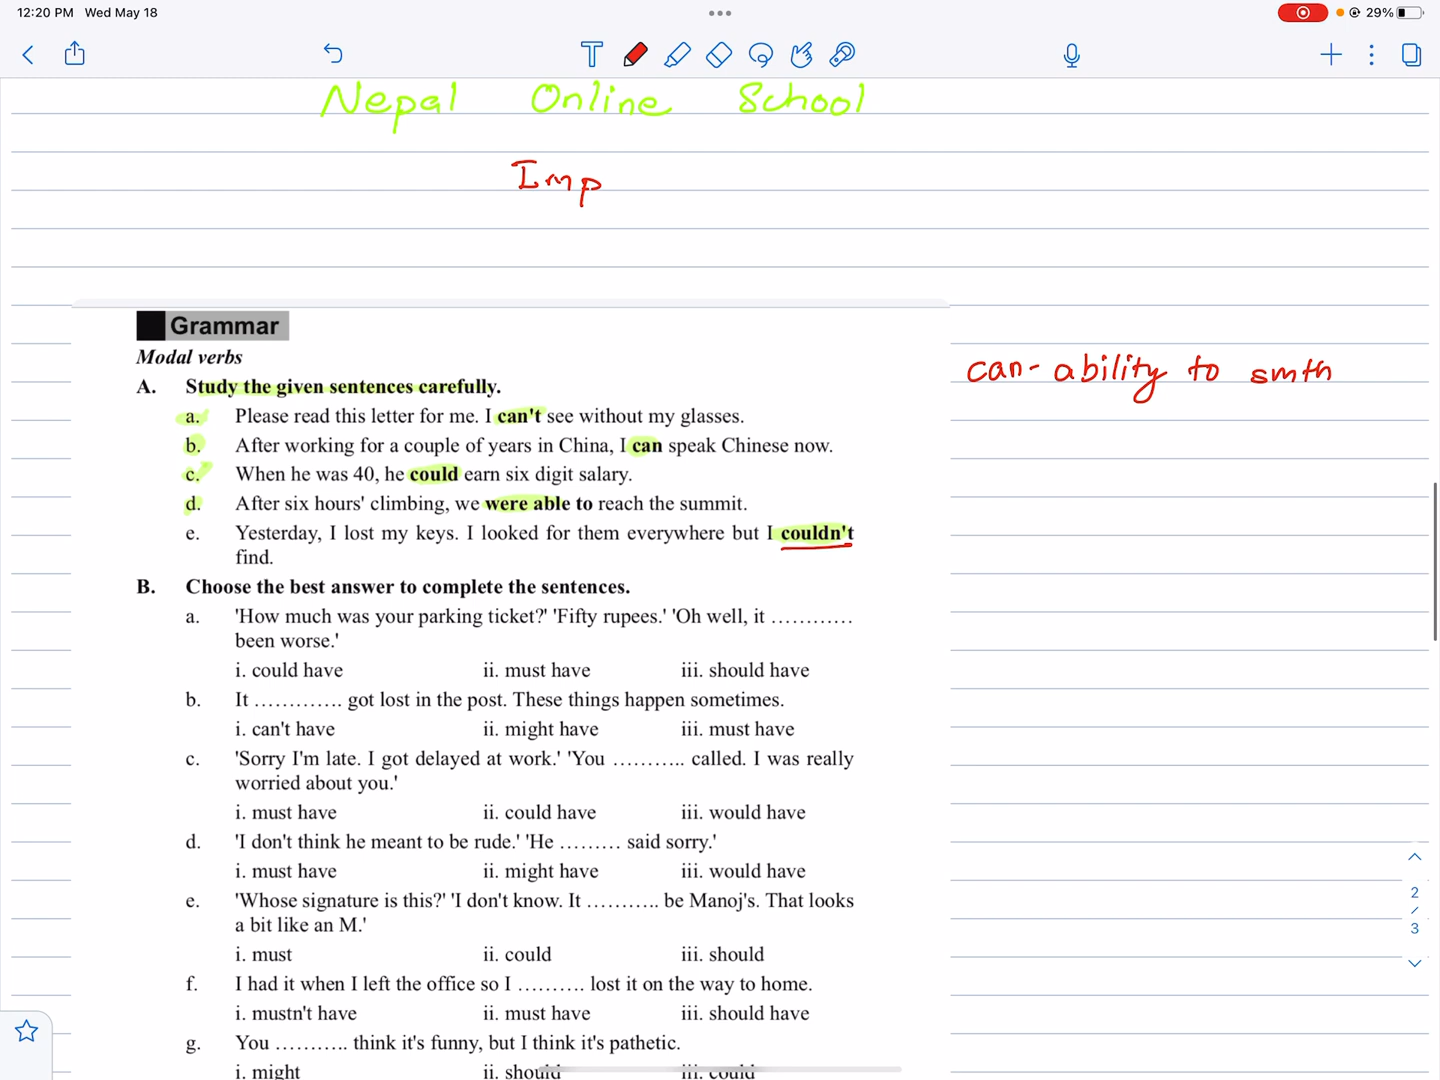 12:20 PM Wed May 18
29%
Nepal Online School
Imp
Grammar
Modal verbs
can- ability to smth
A. Study the given sentences carefully.
a. Please read this letter for me. I can't see without my glasses.
b. After working for a couple of years in China, I can speak Chinese now.
c. When he was 40, he could earn six digit salary.
d. After six hours' climbing, we were able to reach the summit.
e. Yesterday, I lost my keys. I looked for them everywhere but I couldn't
find.
B. Choose the best answer to complete the sentences.
a. 'How much was your parking ticket?' 'Fifty rupees.' 'Oh well, it …………
been worse.'
i. could have ii. must have iii. should have
b. It …………. got lost in the post. These things happen sometimes.
i. can't have ii. might have iii. must have
c. 'Sorry I'm late. I got delayed at work.' 'You ……….. called. I was really
worried about you.'
i. must have ii. could have iii. would have
d. 'I don't think he meant to be rude.' 'He ……… said sorry.'
i. must have ii. might have iii. would have
e. 'Whose signature is this?' 'I don't know. It ……….. be Manoj's. That looks
a bit like an M.'
i. must ii. could iii. should
f. I had it when I left the office so I ………. lost it on the way to home.
i. mustn't have ii. must have iii. should have
g. You ……….. think it's funny, but I think it's pathetic.
i. might ii. should iii. could
2
/
3